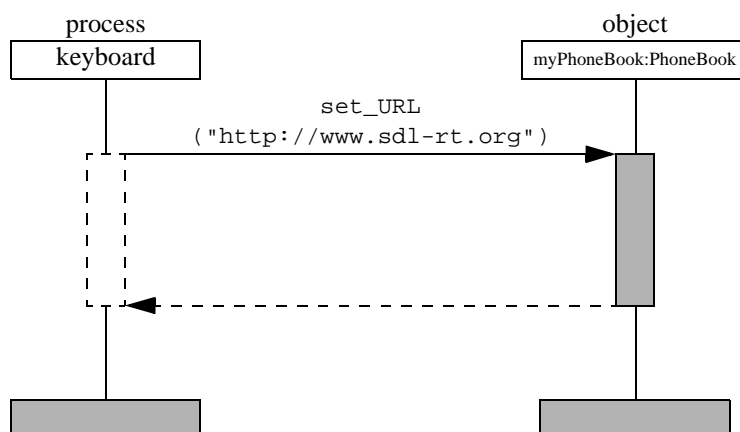 process
object
keyboard
myPhoneBook:PhoneBook
set_URL
("http://www.sdl-rt.org")